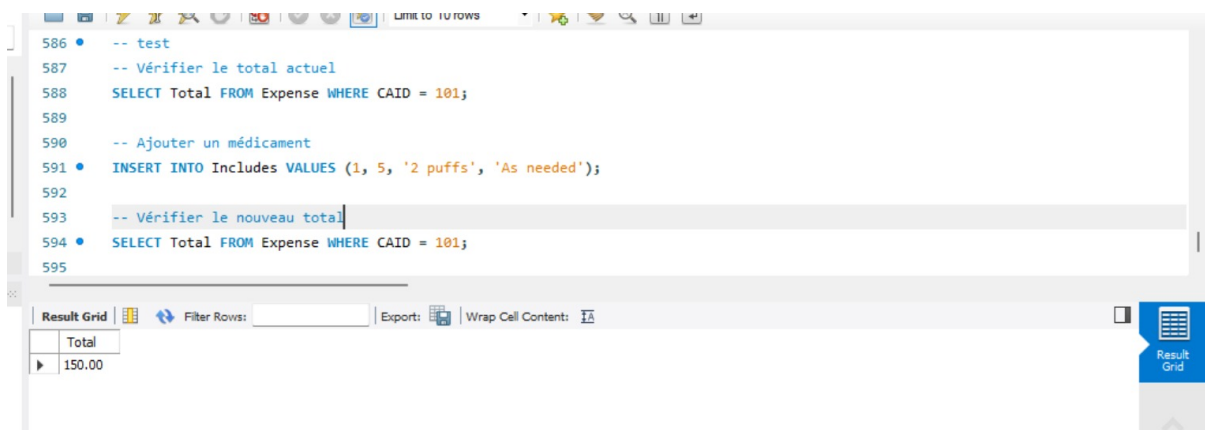 Limit to 10 rows
586 -- test
587 -- Vérifier le total actuel
588 SELECT Total FROM Expense WHERE CAID = 101;
589
590 -- Ajouter un médicament
591 INSERT INTO Includes VALUES (1, 5, '2 puffs', 'As needed');
592
593 -- Vérifier le nouveau total
594 SELECT Total FROM Expense WHERE CAID = 101;
595
Result Grid Filter Rows: Export: Wrap Cell Content:
Total
150.00
Result
Grid